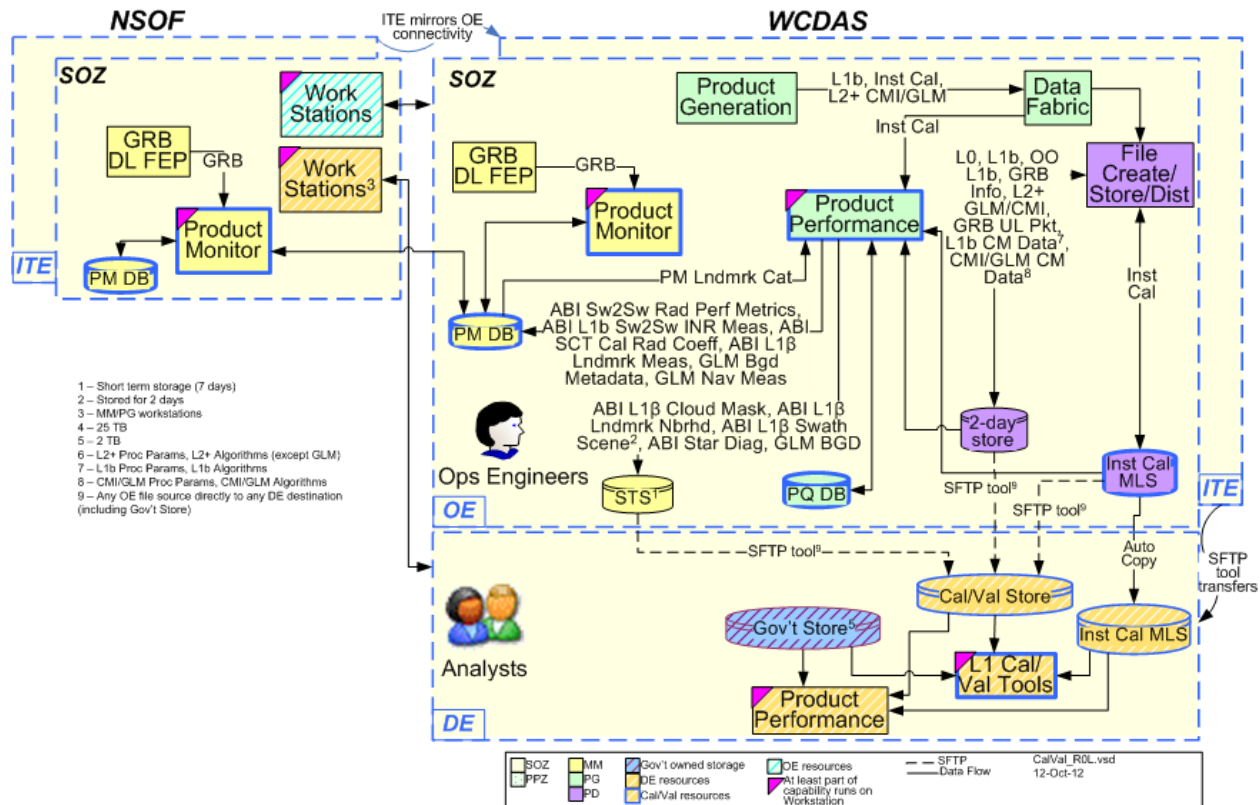 NSOF
ITE mirrors OE
connectivity
WCDAS
SOZ
Work
Stations
GRB
DL FEP
GRB
Work
Stations³
Product
Monitor
PM DB
ITE
SOZ
Product
Generation
L1b, Inst Cal,
L2+ CMI/GLM
Data
Fabric
Inst Cal
GRB
DL FEP
GRB
Product
Monitor
Product
Performance
L0, L1b, OO
L1b, GRB
Info, L2+
GLM/CMI,
GRB UL Pkt,
L1b CM Data⁷,
CMI/GLM CM
Data⁸
File
Create/
Store/Dist
Inst
Cal
PM Lndmrk Cat
PM DB
ABI Sw2Sw Rad Perf Metrics,
ABI L1b Sw2Sw INR Meas, ABI
SCT Cal Rad Coeff, ABI L1β
Lndmrk Meas, GLM Bgd
Metadata, GLM Nav Meas
ABI L1β Cloud Mask, ABI L1β
Lndmrk Nbrhd, ABI L1β Swath
Scene², ABI Star Diag, GLM BGD
Ops Engineers
STS¹
PQ DB
2-day
store
Inst Cal
MLS
SFTP tool⁹
SFTP tool⁹
OE
ITE
1 – Short term storage (7 days)
2 – Stored for 2 days
3 – MM/PG workstations
4 – 25 TB
5 – 2 TB
6 – L2+ Proc Params, L2+ Algorithms (except GLM)
7 – L1b Proc Params, L1b Algorithms
8 – CMI/GLM Proc Params, CMI/GLM Algorithms
9 – Any OE file source directly to any DE destination
(including Gov't Store)
SFTP tool⁹
Auto
Copy
SFTP
tool
transfers
Analysts
Cal/Val Store
Gov't Store⁵
Inst Cal MLS
L1 Cal/
Val Tools
Product
Performance
DE
SOZ
PPZ
MM
PG
PD
Gov't owned storage
DE resources
Cal/Val resources
OE resources
At least part of
capability runs on
Workstation
SFTP
Data Flow
CalVal_R0L.vsd
12-Oct-12